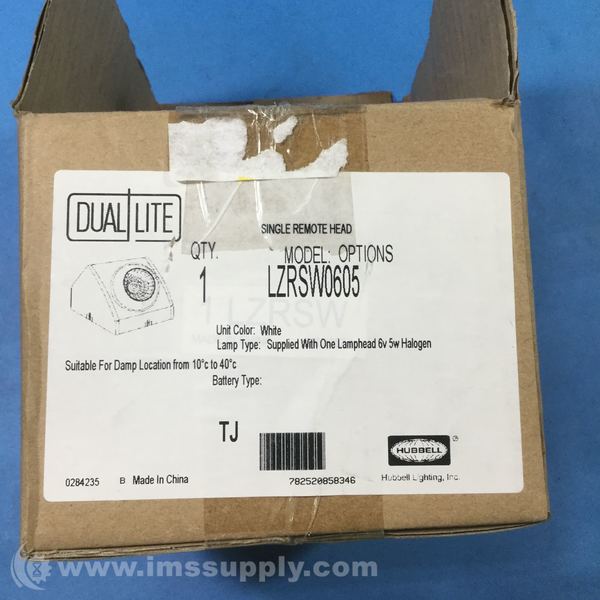 DUAL LITE
SINGLE REMOTE HEAD
QTY. MODEL: OPTIONS
1 LZRSW0605
LZRSW
Unit Color: White
Lamp Type: Supplied With One Lamphead 6v 5w Halogen
Suitable For Damp Location from 10°c to 40°c
Battery Type:
TJ
HUBBELL
®
0284235 B Made In China 782520858346 Hubbell Lighting, Inc.
www.imssupply.com